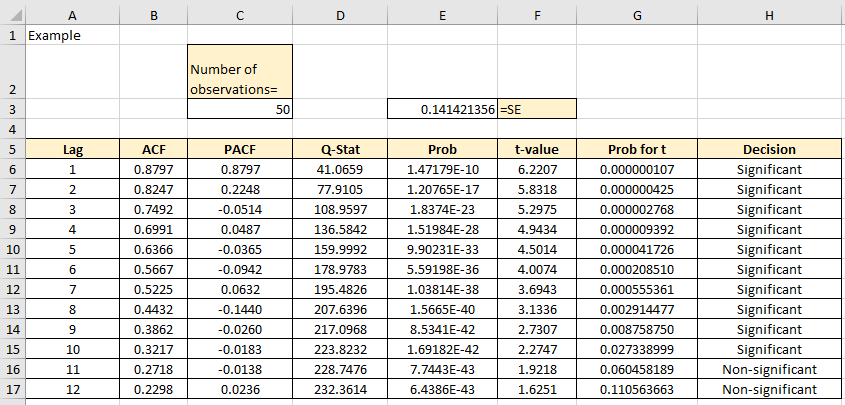 A B C D E F G H
1 Example
2 Number of
observations=
3 50 0.141421356 =SE
4
5 Lag ACF PACF Q-Stat Prob t-value Prob for t Decision
6 1 0.8797 0.8797 41.0659 1.47179E-10 6.2207 0.000000107 Significant
7 2 0.8247 0.2248 77.9105 1.20765E-17 5.8318 0.000000425 Significant
8 3 0.7492 -0.0514 108.9597 1.8374E-23 5.2975 0.000002768 Significant
9 4 0.6991 0.0487 136.5842 1.51984E-28 4.9434 0.000009392 Significant
10 5 0.6366 -0.0365 159.9992 9.90231E-33 4.5014 0.000041726 Significant
11 6 0.5667 -0.0942 178.9783 5.59198E-36 4.0074 0.000208510 Significant
12 7 0.5225 0.0632 195.4826 1.03814E-38 3.6943 0.000555361 Significant
13 8 0.4432 -0.1440 207.6396 1.5665E-40 3.1336 0.002914477 Significant
14 9 0.3862 -0.0260 217.0968 8.5341E-42 2.7307 0.008758750 Significant
15 10 0.3217 -0.0183 223.8232 1.69182E-42 2.2747 0.027338999 Significant
16 11 0.2718 -0.0138 228.7476 7.7443E-43 1.9218 0.060458189 Non-significant
17 12 0.2298 0.0236 232.3614 6.4386E-43 1.6251 0.110563663 Non-significant